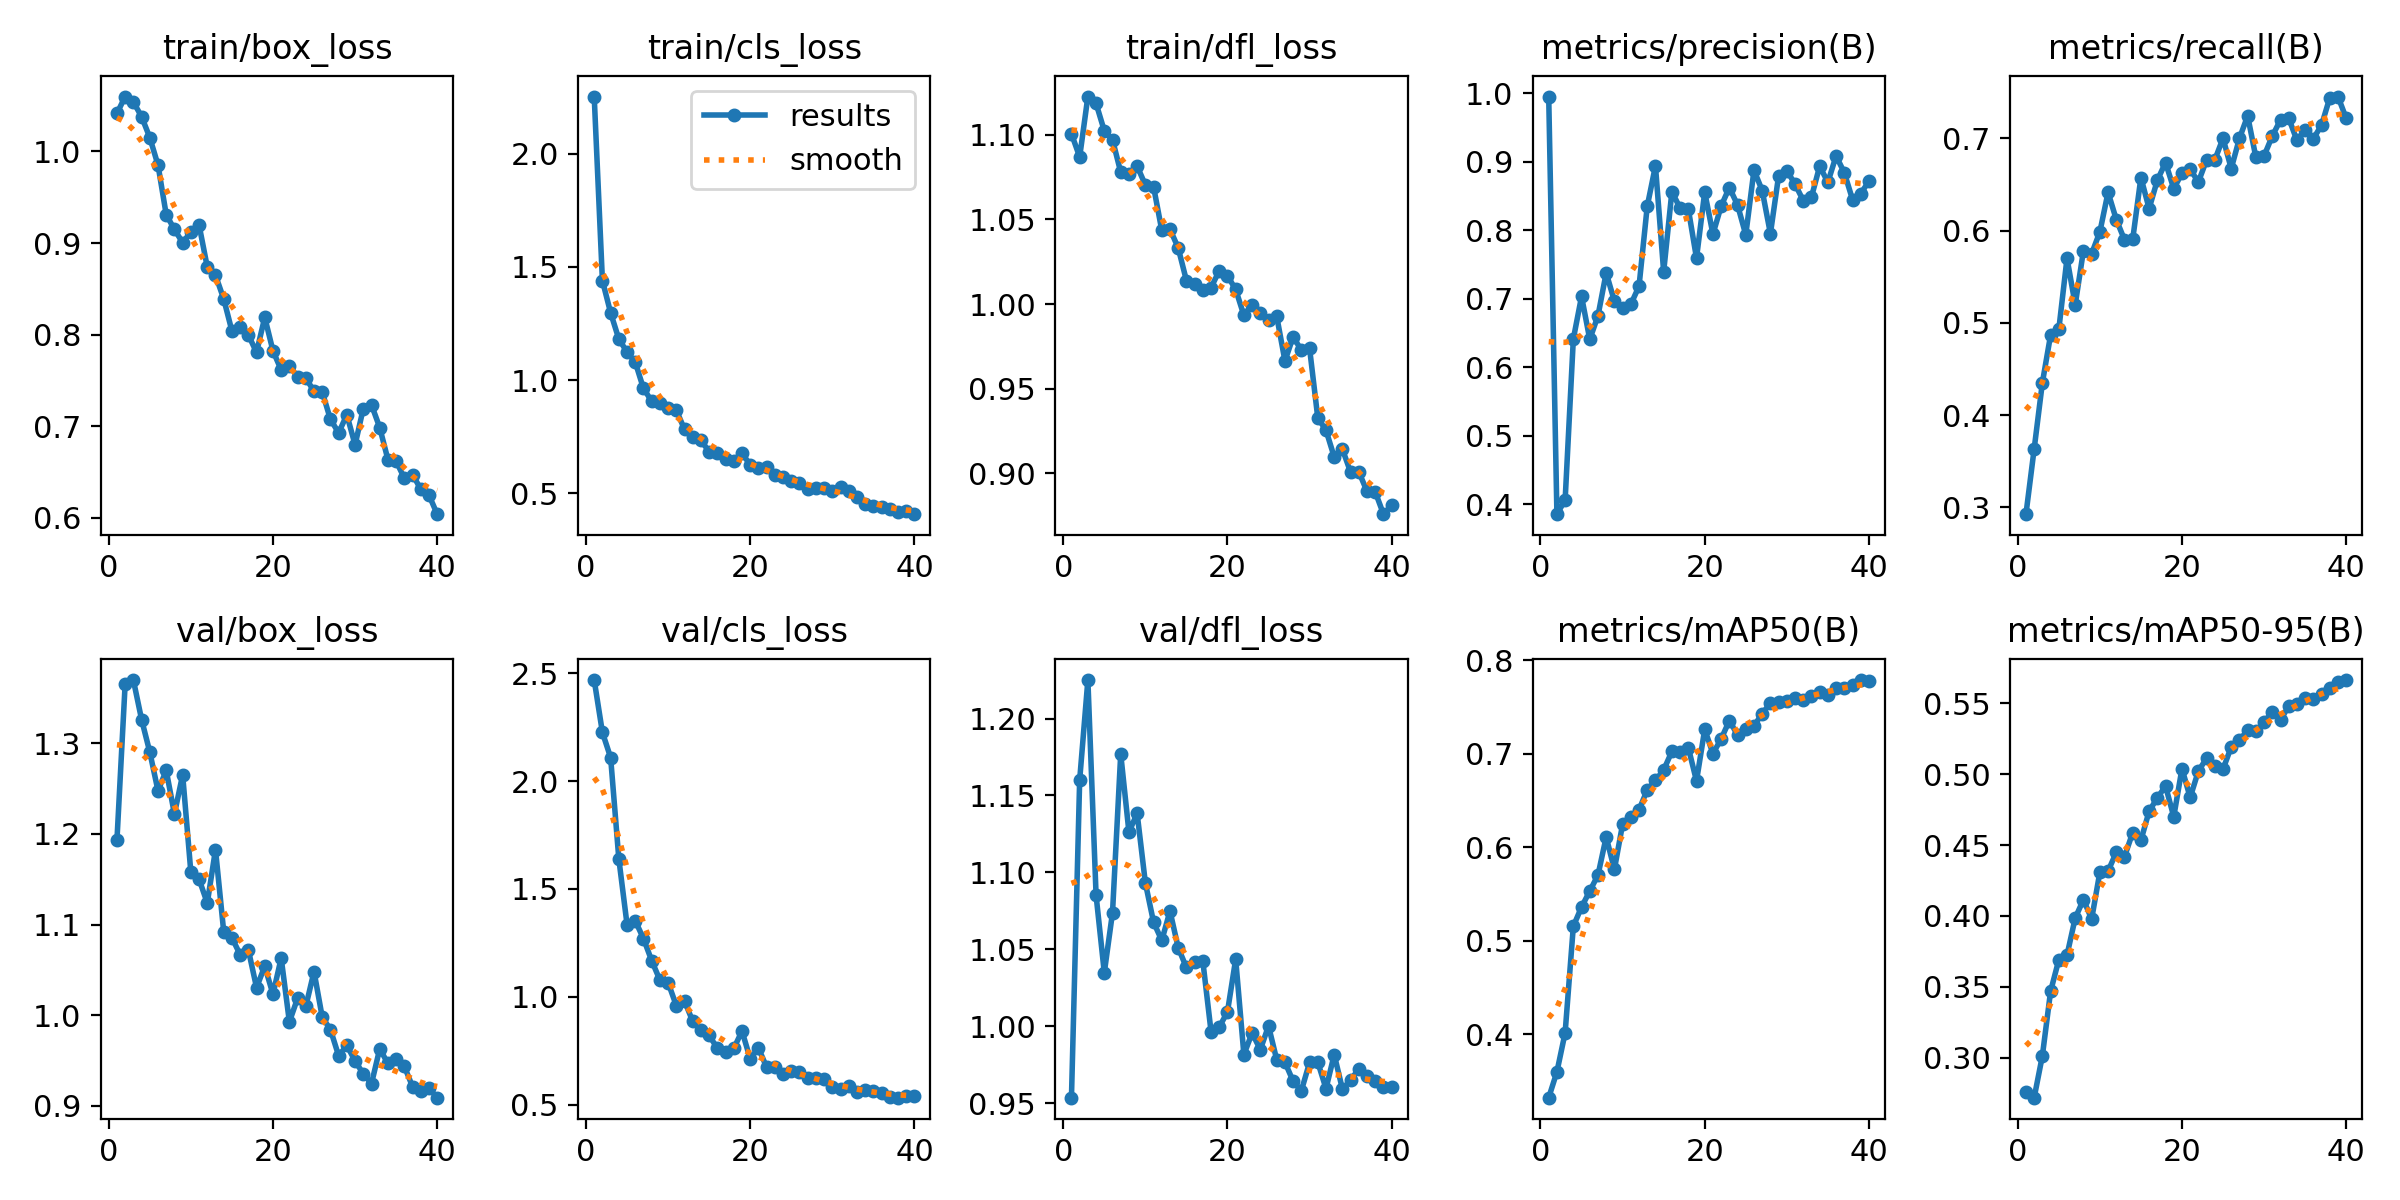 train/box_loss
1.0
0.9
0.8
0.7
0.6
0 20 40
train/cls_loss
results
smooth
2.0
1.5
1.0
0.5
0 20 40
train/dfl_loss
1.10
1.05
1.00
0.95
0.90
0 20 40
metrics/precision(B)
1.0
0.9
0.8
0.7
0.6
0.5
0.4
0 20 40
metrics/recall(B)
0.7
0.6
0.5
0.4
0.3
0 20 40
val/box_loss
1.3
1.2
1.1
1.0
0.9
0 20 40
val/cls_loss
2.5
2.0
1.5
1.0
0.5
0 20 40
val/dfl_loss
1.20
1.15
1.10
1.05
1.00
0.95
0 20 40
metrics/mAP50(B)
0.8
0.7
0.6
0.5
0.4
0 20 40
metrics/mAP50-95(B)
0.55
0.50
0.45
0.40
0.35
0.30
0 20 40